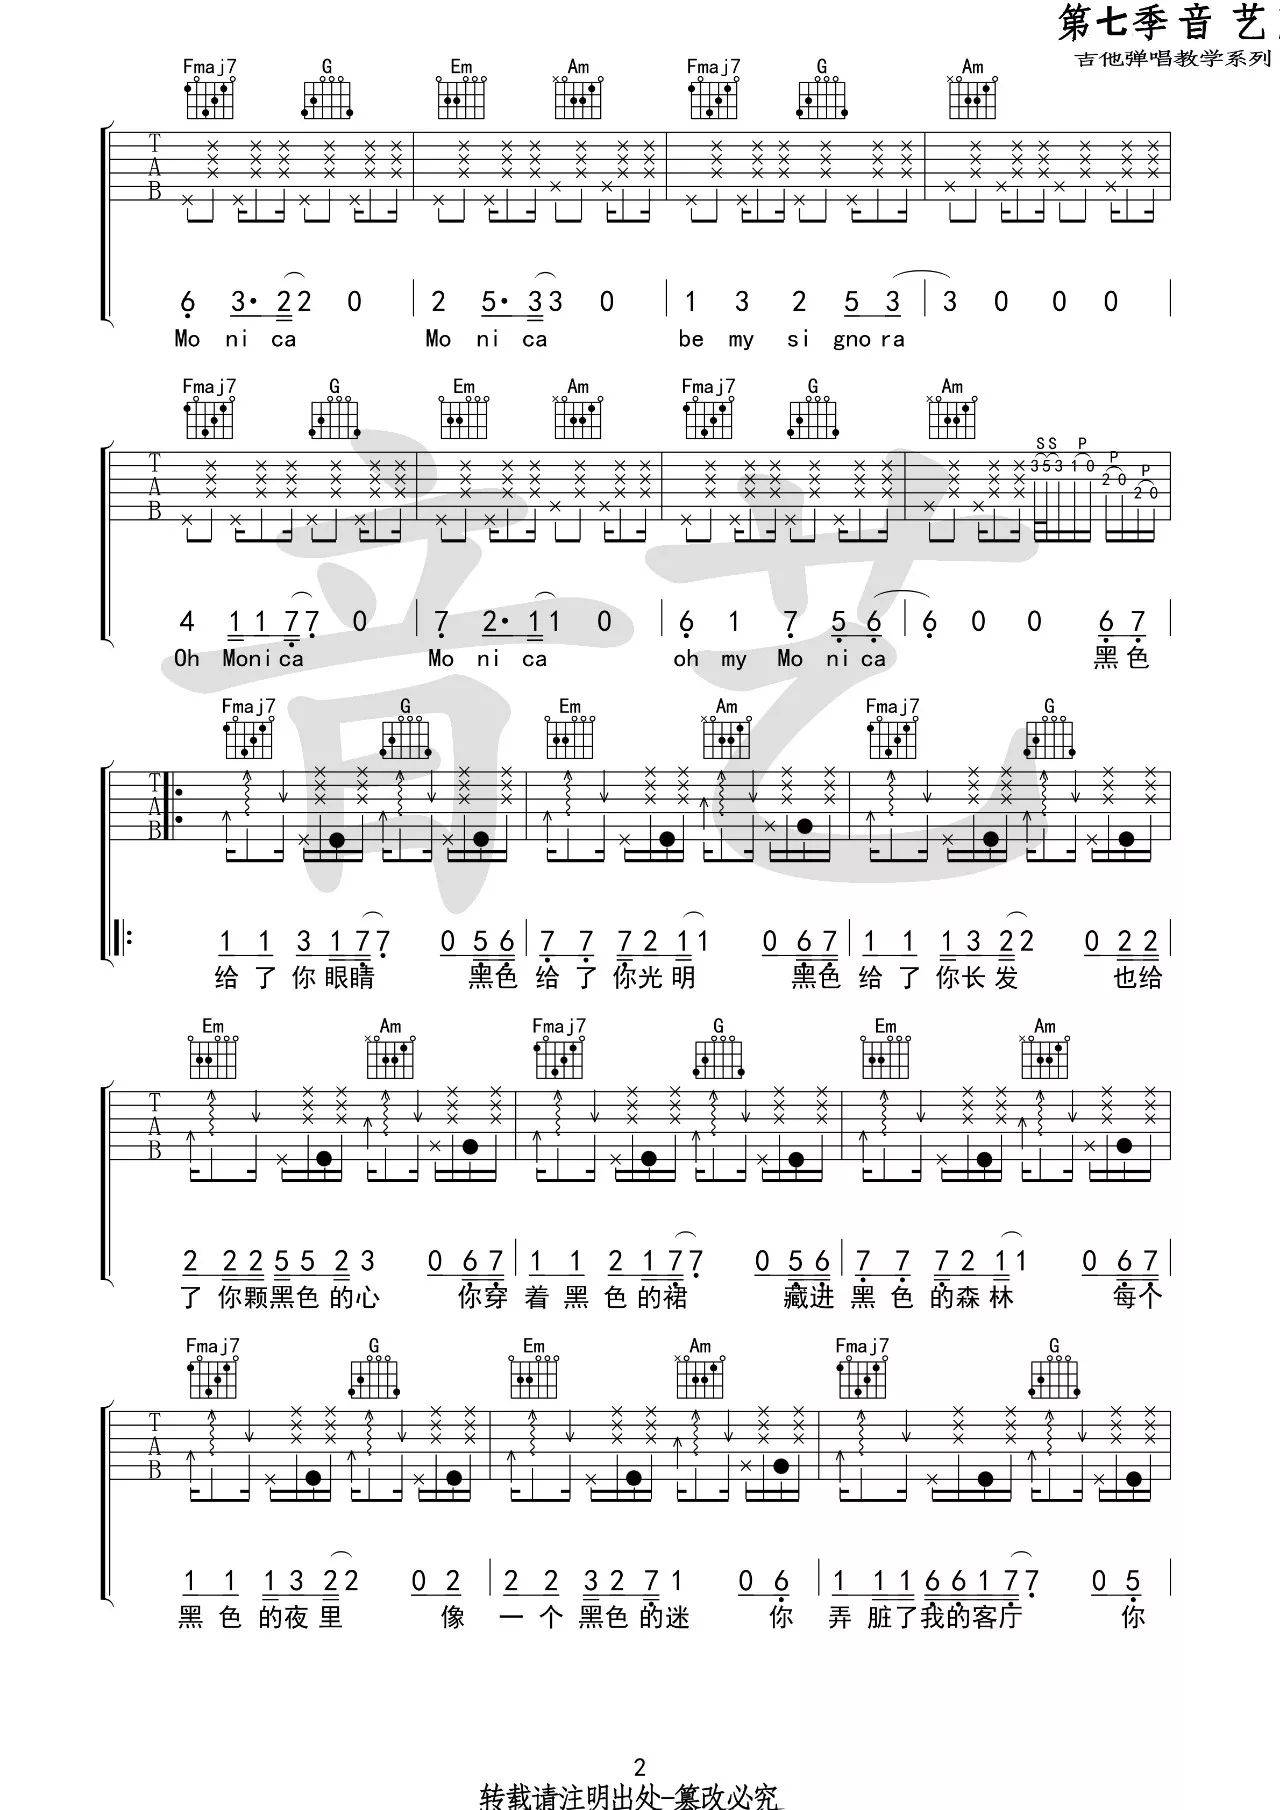 第七季音艺
吉他弹唱教学系列
Fmaj7 G Em Am Fmaj7 G Am
T
A
B
6 3· 2 2 0 2 5· 3 3 0 1 3 2 5 3 3 0 0 0
Mo ni ca Mo ni ca be my si gno ra
Fmaj7 G Em Am Fmaj7 G Am
S S P P P
T
A
B
3 5 3 1 0 2 0 2 0
4 1 1 7 7 0 7 2· 1 1 0 6 1 7 5 6 6 0 0 6 7
Oh Moni ca Mo ni ca oh my Mo ni ca 黑色
音艺
Fmaj7 G Em Am Fmaj7 G
T
A
B
1 1 3 1 7 7 0 5 6 7 7 7 2 1 1 0 6 7 1 1 1 3 2 2 0 2 2
给了你眼睛 黑色给了你光明 黑色给了你长发 也给
Em Am Fmaj7 G Em Am
T
A
B
2 2 2 5 5 2 3 0 6 7 1 1 2 1 7 7 0 5 6 7 7 7 2 1 1 0 6 7
了你颗黑色的心 你穿着黑色的裙 藏进黑色的森林 每个
Fmaj7 G Em Am Fmaj7 G
T
A
B
1 1 1 3 2 2 0 2 2 2 3 2 7 1 0 6 1 1 1 6 6 1 7 7 0 5
黑色的夜里 像一个黑色的迷 你弄脏了我的客厅 你
2
转载请注明出处-篡改必究